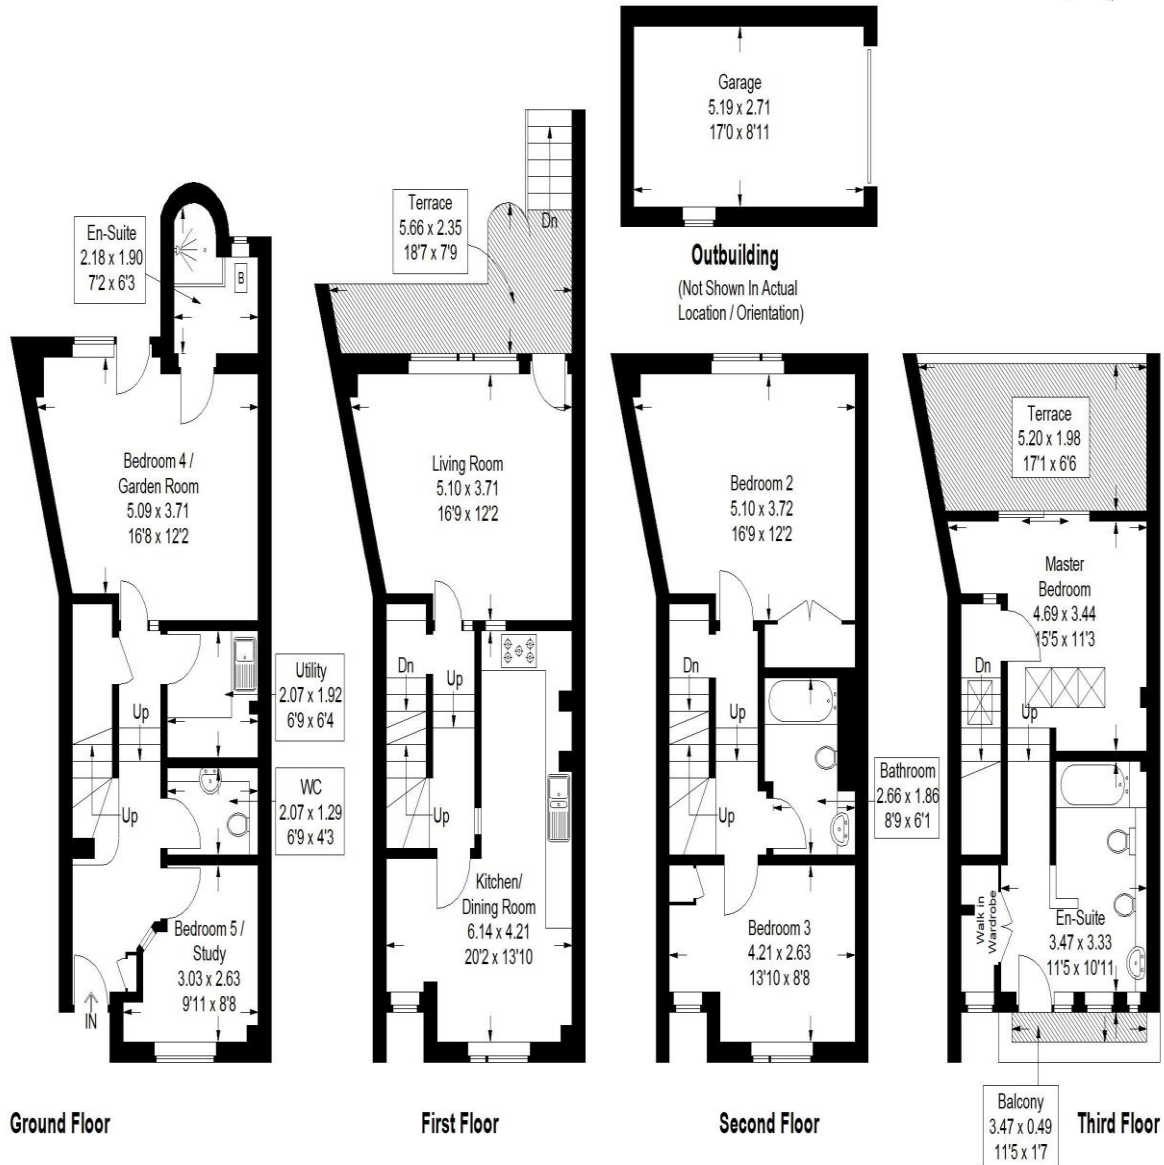 Garage
5.19 x 2.71
17'0 x 8'11
Outbuilding
(Not Shown In Actual
Location / Orientation)
En-Suite
2.18 x 1.90
7'2 x 6'3
B
Bedroom 4 /
Garden Room
5.09 x 3.71
16'8 x 12'2
Up
Utility
2.07 x 1.92
6'9 x 6'4
Up
WC
2.07 x 1.29
6'9 x 4'3
Bedroom 5 /
Study
3.03 x 2.63
9'11 x 8'8
IN
Ground Floor
Terrace
5.66 x 2.35
18'7 x 7'9
Dn
Living Room
5.10 x 3.71
16'9 x 12'2
Dn
Up
Up
Kitchen/
Dining Room
6.14 x 4.21
20'2 x 13'10
First Floor
Bedroom 2
5.10 x 3.72
16'9 x 12'2
Dn
Up
Up
Bathroom
2.66 x 1.86
8'9 x 6'1
Bedroom 3
4.21 x 2.63
13'10 x 8'8
Second Floor
Terrace
5.20 x 1.98
17'1 x 6'6
Master
Bedroom
4.69 x 3.44
15'5 x 11'3
Dn
Up
Walk in
Wardrobe
En-Suite
3.47 x 3.33
11'5 x 10'11
Balcony
3.47 x 0.49
11'5 x 1'7
Third Floor